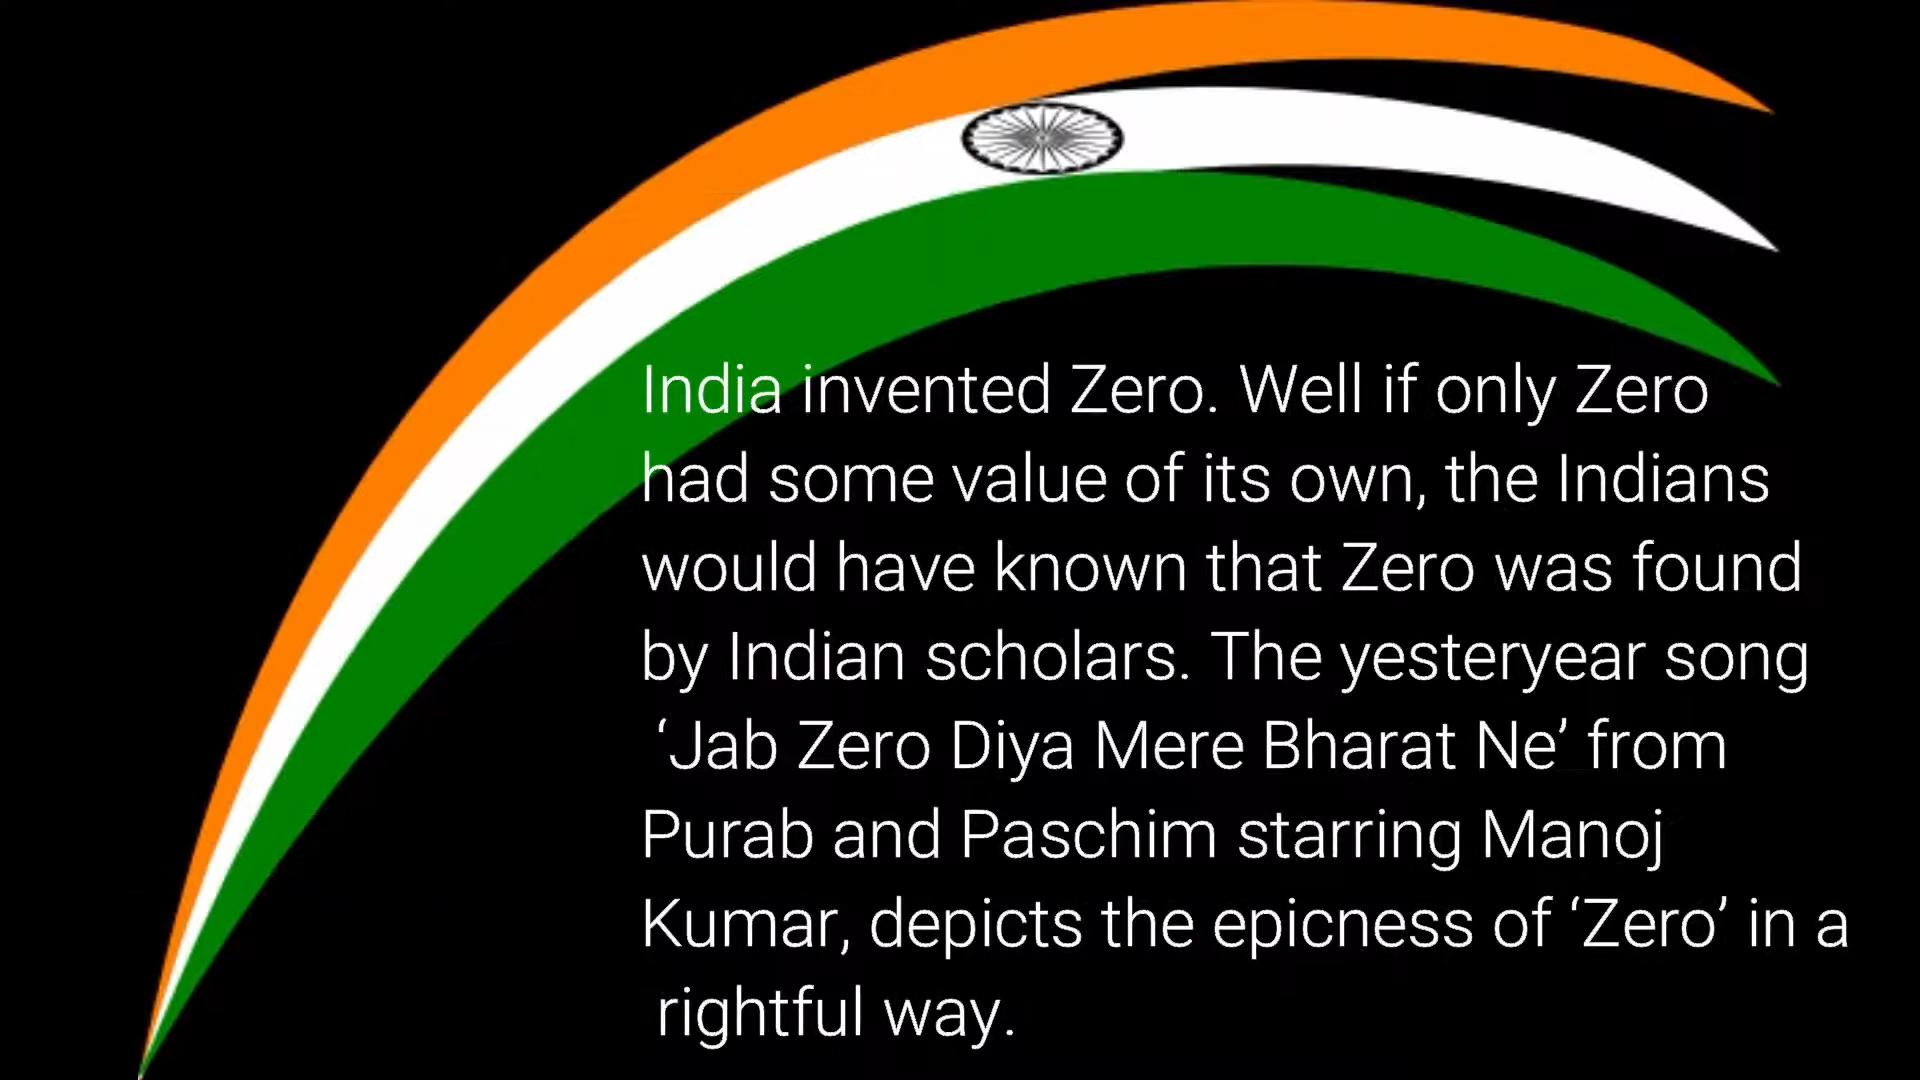 India invented Zero. Well if only Zero
had some value of its own, the Indians
would have known that Zero was found
by Indian scholars. The yesteryear song
‘Jab Zero Diya Mere Bharat Ne’ from
Purab and Paschim starring Manoj
Kumar, depicts the epicness of ‘Zero’ in a
rightful way.